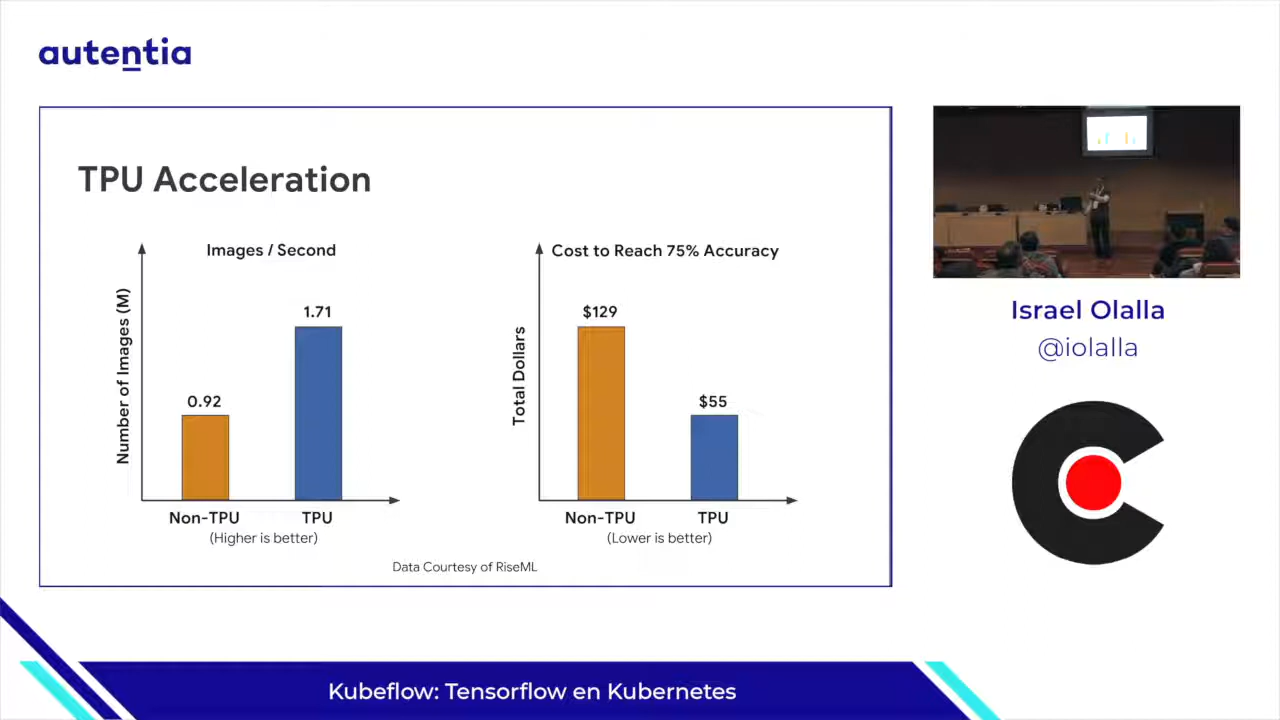 autentia
TPU Acceleration
Images / Second
Number of Images (M)
0.92
1.71
Non-TPU
TPU
(Higher is better)
Cost to Reach 75% Accuracy
Total Dollars
$129
$55
Non-TPU
TPU
(Lower is better)
Data Courtesy of RiseML
Israel Olalla
@iolalla
Kubeflow: Tensorflow en Kubernetes